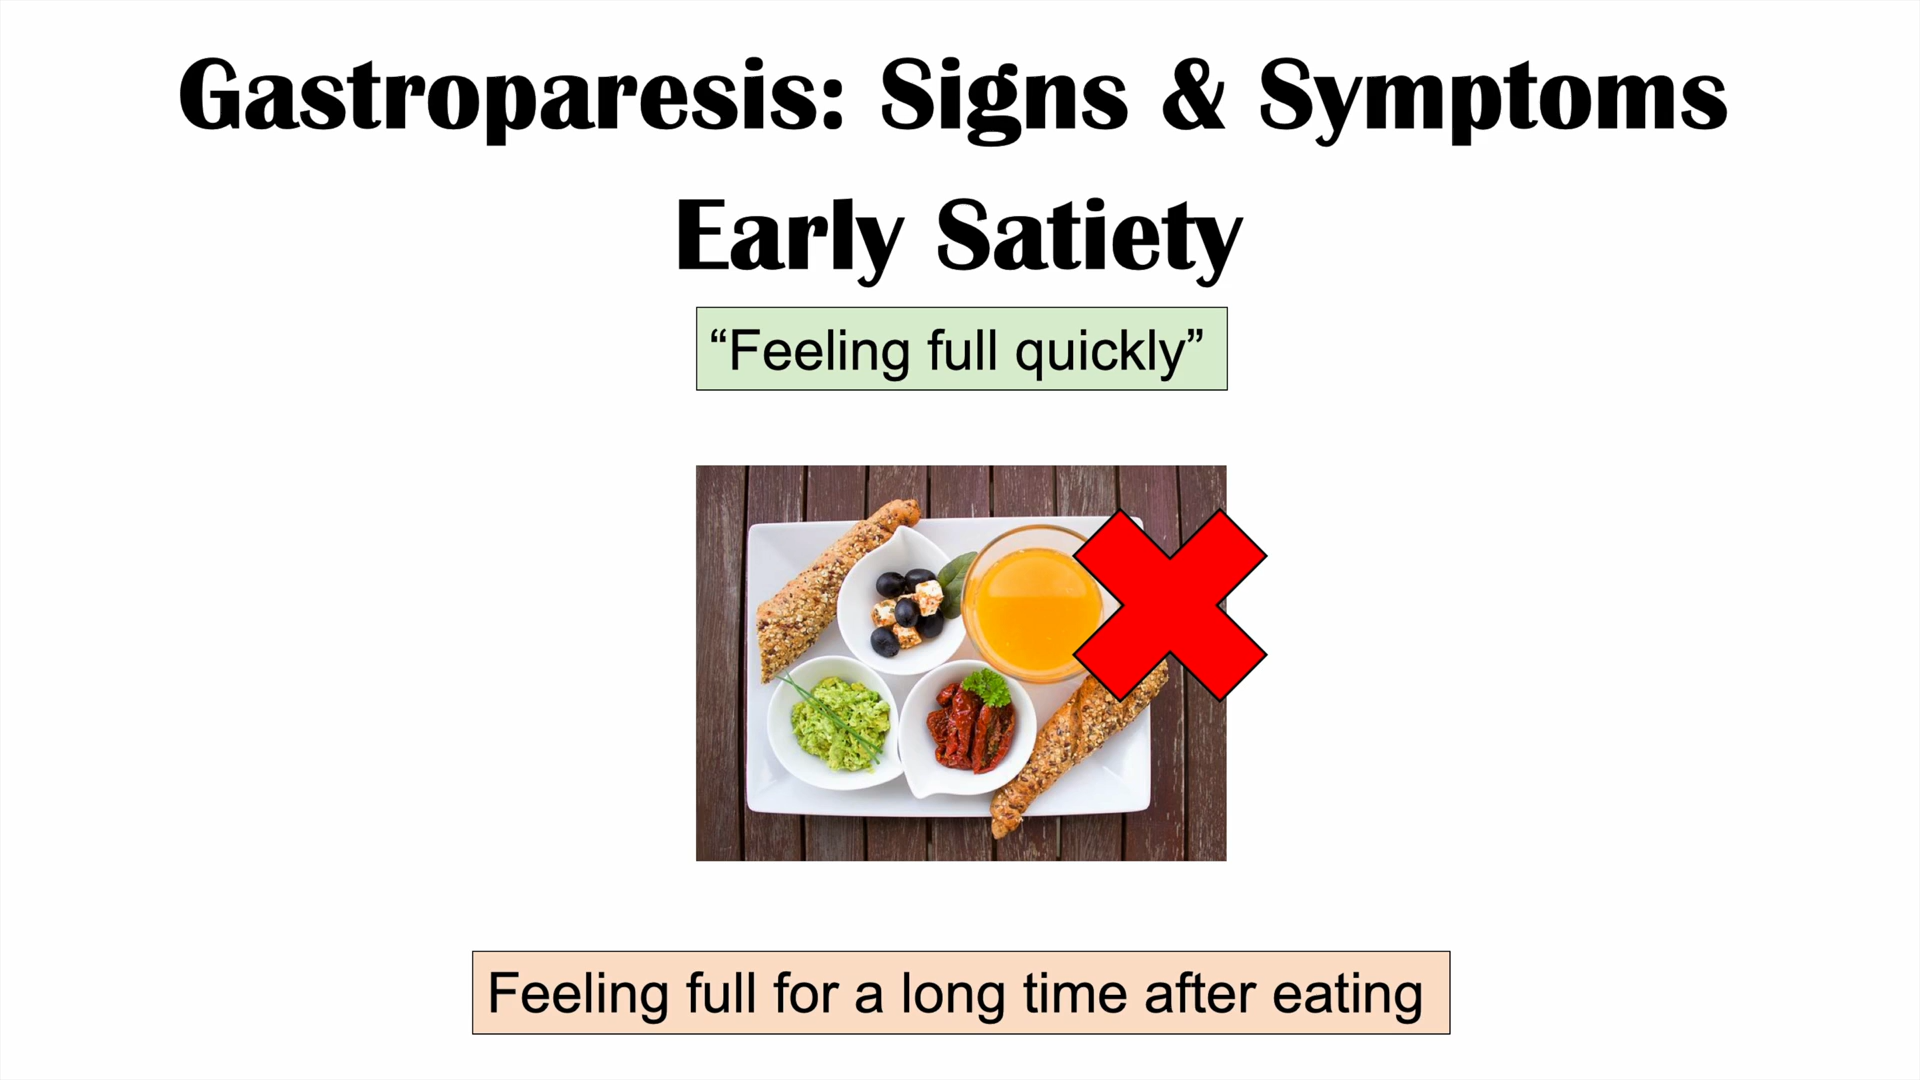 Gastroparesis: Signs & Symptoms
Early Satiety
“Feeling full quickly”
Feeling full for a long time after eating